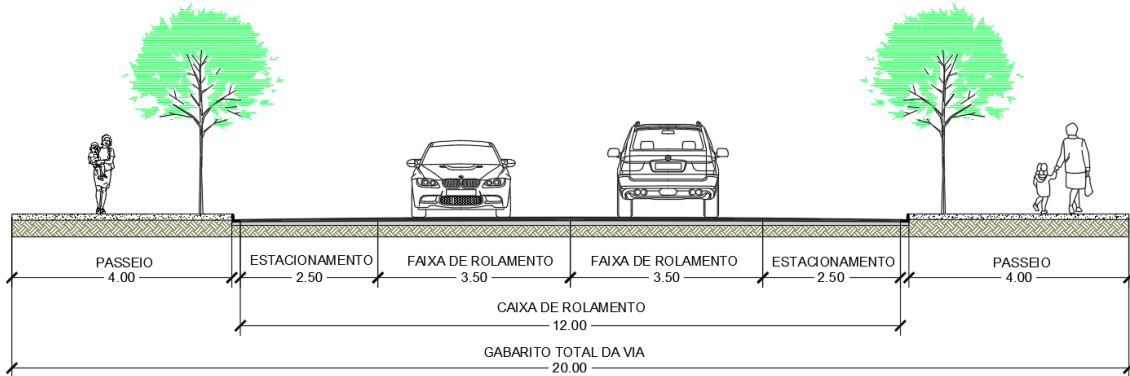 PASSEIO
4.00
ESTACIONAMENTO
2.50
FAIXA DE ROLAMENTO
3.50
FAIXA DE ROLAMENTO
3.50
ESTACIONAMENTO
2.50
PASSEIO
4.00
CAIXA DE ROLAMENTO
12.00
GABARITO TOTAL DA VIA
20.00